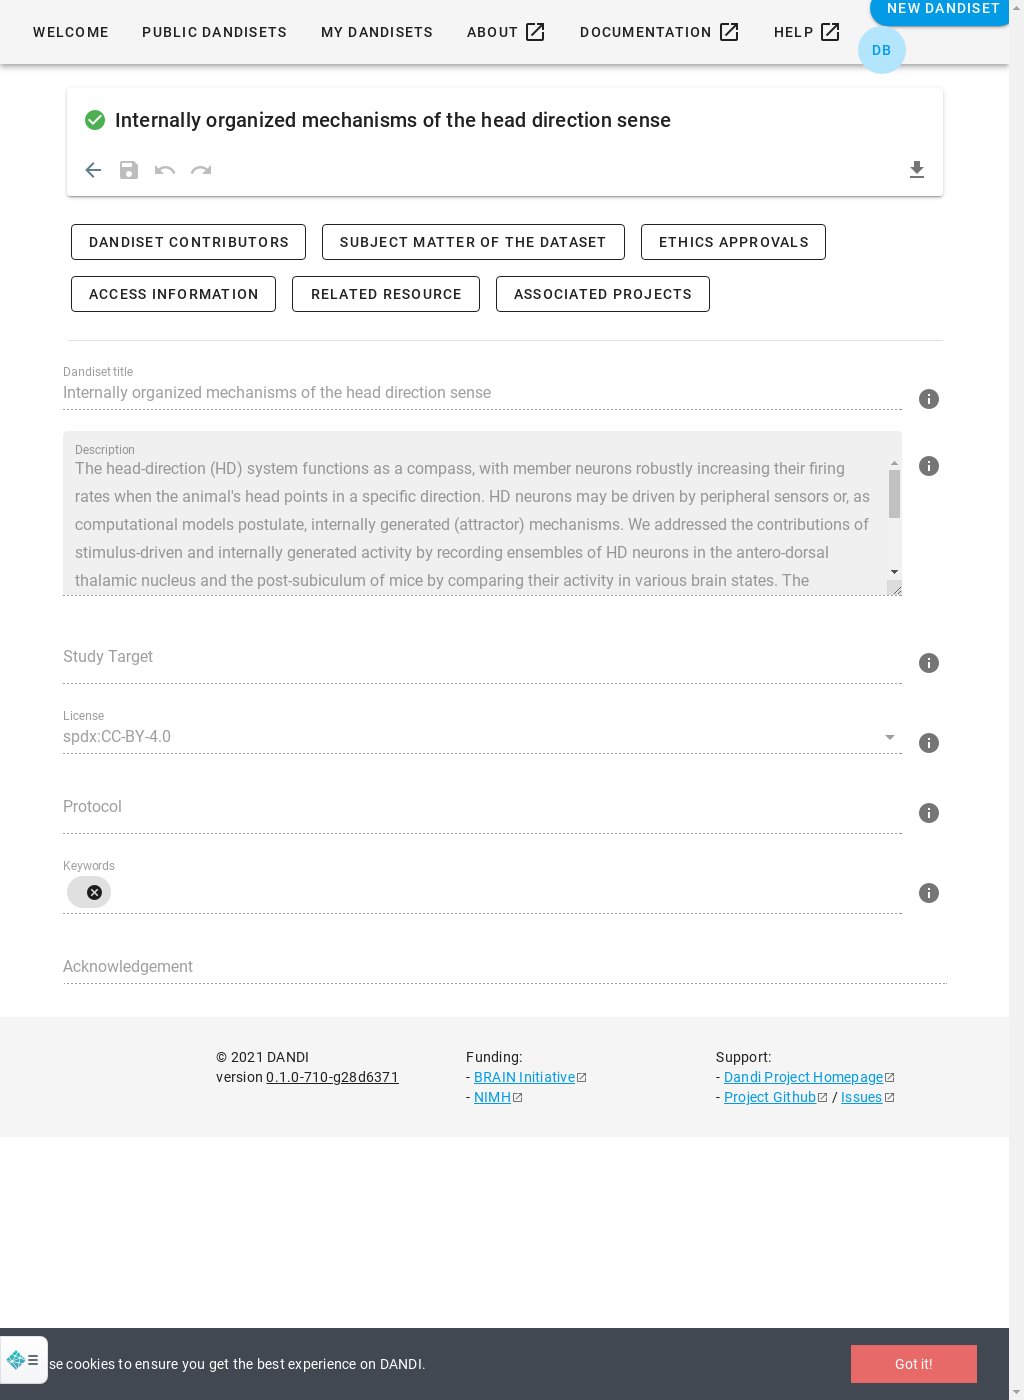 NEW DANDISET
WELCOME PUBLIC DANDISETS MY DANDISETS ABOUT DOCUMENTATION HELP
DB
Internally organized mechanisms of the head direction sense
DANDISET CONTRIBUTORS SUBJECT MATTER OF THE DATASET ETHICS APPROVALS
ACCESS INFORMATION RELATED RESOURCE ASSOCIATED PROJECTS
Dandiset title
Internally organized mechanisms of the head direction sense
Description
The head-direction (HD) system functions as a compass, with member neurons robustly increasing their firing
rates when the animal's head points in a specific direction. HD neurons may be driven by peripheral sensors or, as
computational models postulate, internally generated (attractor) mechanisms. We addressed the contributions of
stimulus-driven and internally generated activity by recording ensembles of HD neurons in the antero-dorsal
thalamic nucleus and the post-subiculum of mice by comparing their activity in various brain states. The
Study Target
License
spdx:CC-BY-4.0
Protocol
Keywords
Acknowledgement
© 2021 DANDI Funding: Support:
version 0.1.0-710-g28d6371 - BRAIN Initiative - Dandi Project Homepage
- NIMH - Project Github / Issues
se cookies to ensure you get the best experience on DANDI. Got it!